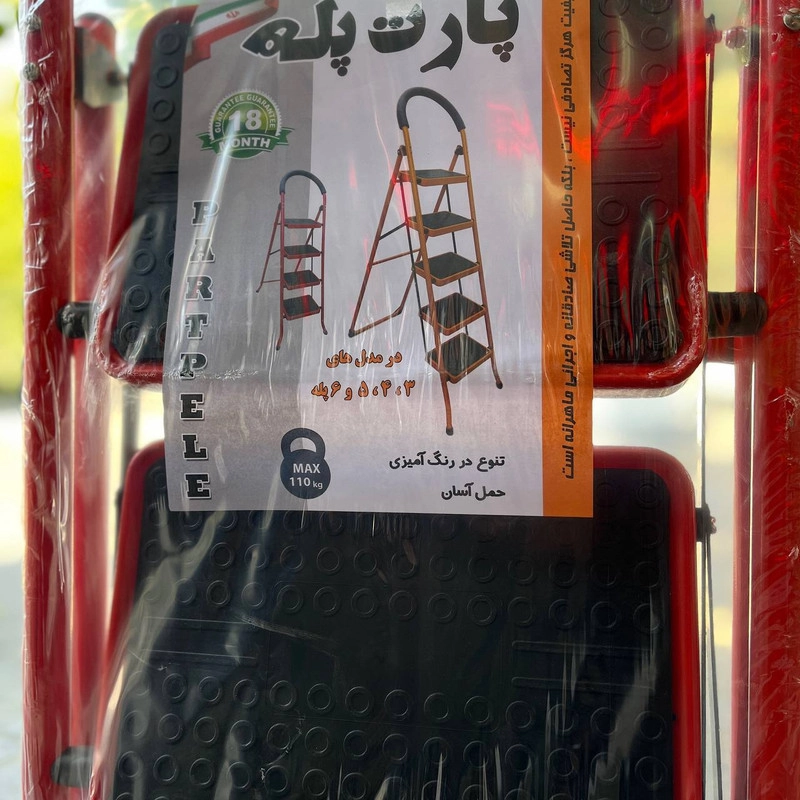 پارت پله
GUARANTEE GUARANTEE
18
MONTH
PARTPELE
در مدل های
۳، ۴، ۵ و ۶ پله
MAX
110 kg
تنوع در رنگ آمیزی
حمل آسان
کیفیت هرگز تصادفی نیست، بلکه حاصل تلاشی صادقانه و اجرائی ماهرانه است